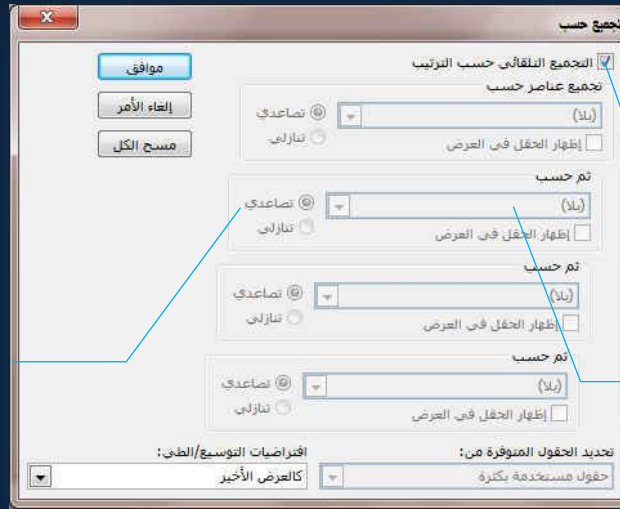 تجميع حسب
التجميع التلقائي حسب الترتيب
موافق
تجميع عناصر حسب
(بلا)
تصاعدي
تنازلي
إظهار الحقل في العرض
إلغاء الأمر
مسح الكل
ثم حسب
(بلا)
تصاعدي
تنازلي
إظهار الحقل في العرض
ثم حسب
(بلا)
تصاعدي
تنازلي
إظهار الحقل في العرض
ثم حسب
(بلا)
تصاعدي
تنازلي
إظهار الحقل في العرض
تحديد الحقول المتوفرة من:
افتراضيات التوسيع/الطي:
حقول مستخدمة بكثرة
كالعرض الأخير